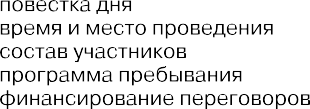 повестка дня
время и место проведения
состав участников
программа пребывания
финансирование переговоров